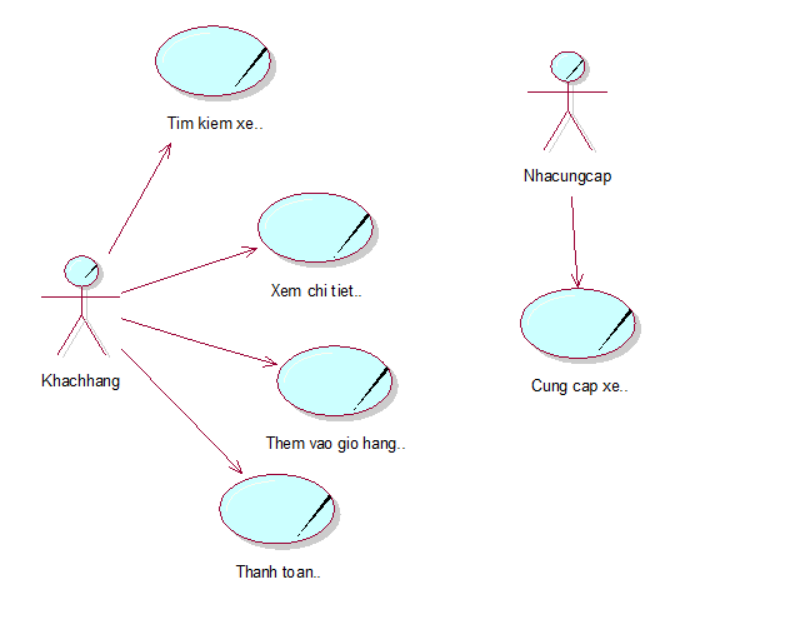 Tim kiem xe..
Nhacungcap
Xem chi tiet..
Khachhang
Cung cap xe..
Them vao gio hang..
Thanh toan..